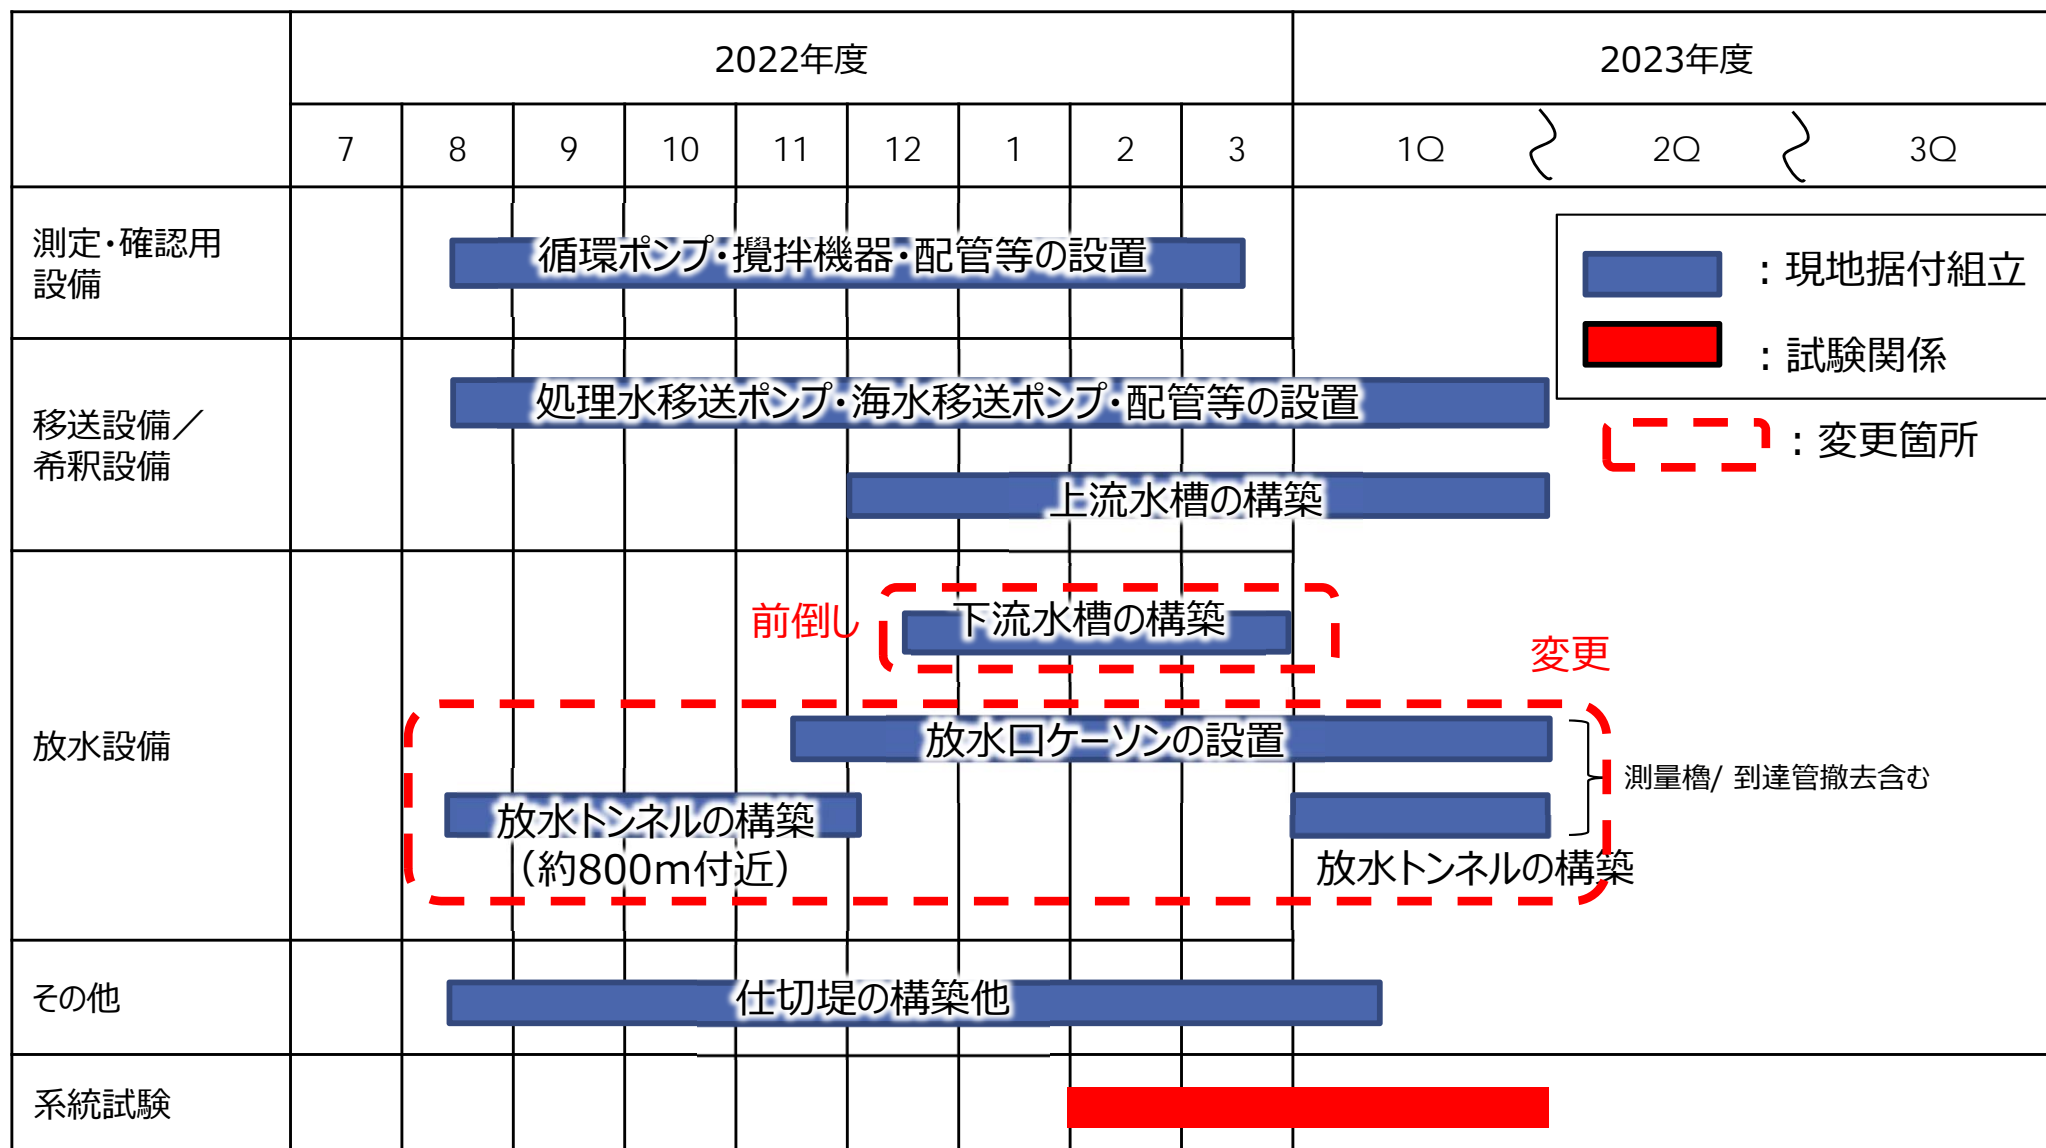 2022年度
2023年度
7
8
9
10
11
12
1
2
3
1Q
2Q
3Q
測定・確認用
設備
循環ポンプ・攪拌機器・配管等の設置
：現地据付組立
：試験関係
：変更箇所
移送設備／
希釈設備
処理水移送ポンプ・海水移送ポンプ・配管等の設置
上流水槽の構築
放水設備
前倒し
下流水槽の構築
変更
放水口ケーソンの設置
測量櫓/ 到達管撤去含む
放水トンネルの構築
（約800m付近）
放水トンネルの構築
その他
仕切堤の構築他
系統試験